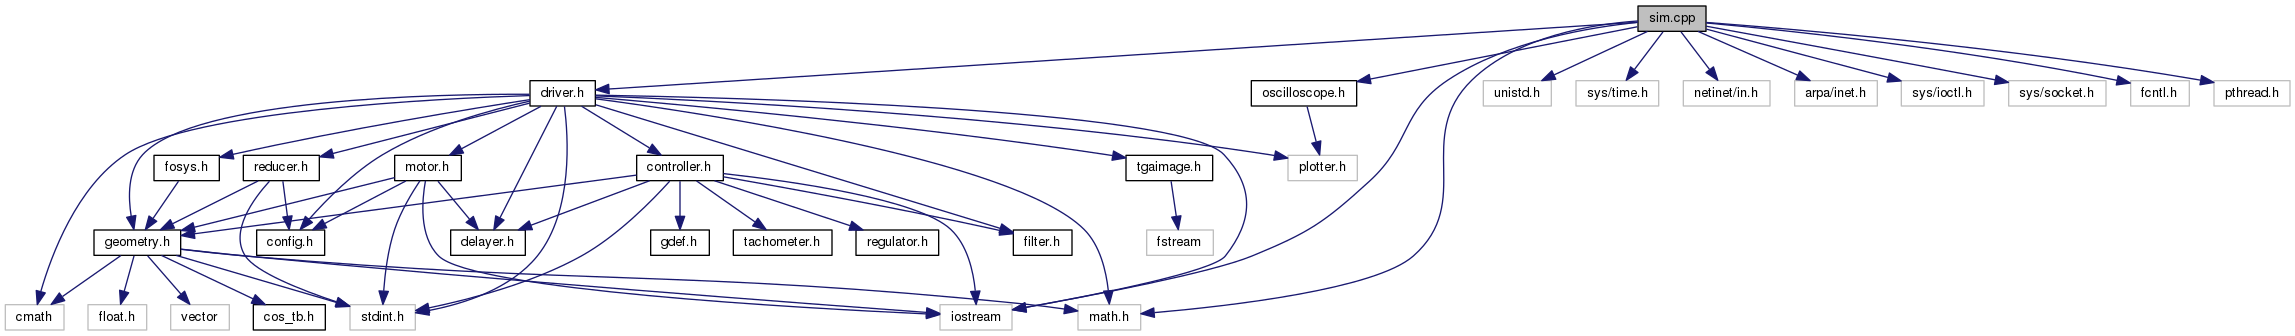 sim.cpp
driver.h
oscilloscope.h
unistd.h
sys/time.h
netinet/in.h
arpa/inet.h
sys/ioctl.h
sys/socket.h
fcntl.h
pthread.h
fosys.h
reducer.h
motor.h
controller.h
tgaimage.h
plotter.h
geometry.h
config.h
delayer.h
gdef.h
tachometer.h
regulator.h
filter.h
fstream
cmath
float.h
vector
cos_tb.h
stdint.h
iostream
math.h